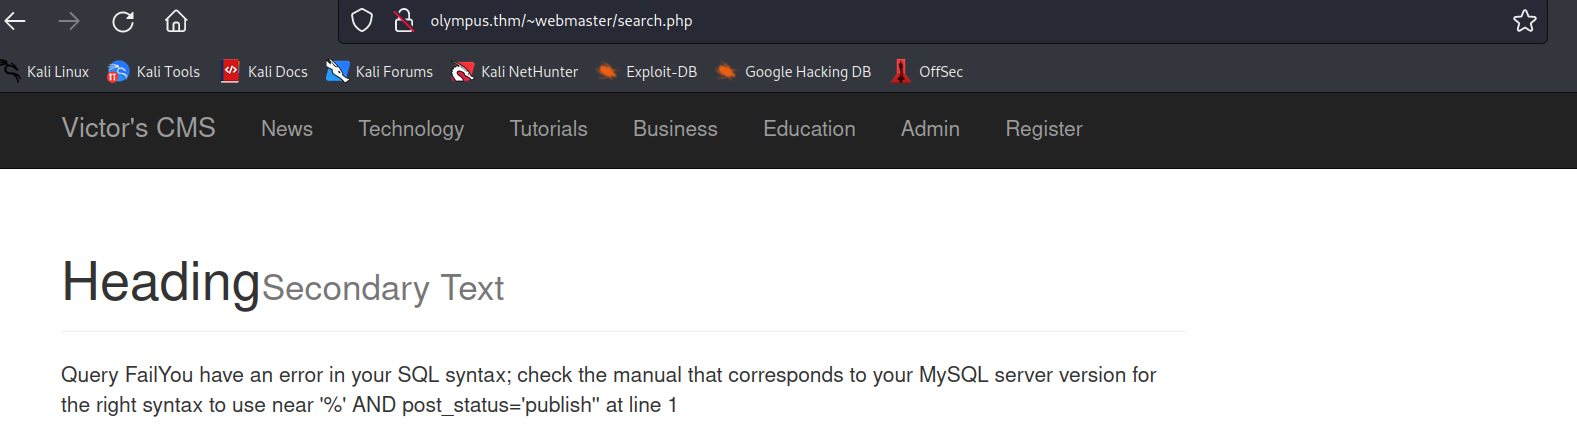 olympus.thm/~webmaster/search.php
Kali Linux Kali Tools Kali Docs Kali Forums Kali NetHunter Exploit-DB Google Hacking DB OffSec
Victor's CMS News Technology Tutorials Business Education Admin Register
HeadingSecondary Text
Query FailYou have an error in your SQL syntax; check the manual that corresponds to your MySQL server version for
the right syntax to use near '%' AND post_status='publish'' at line 1